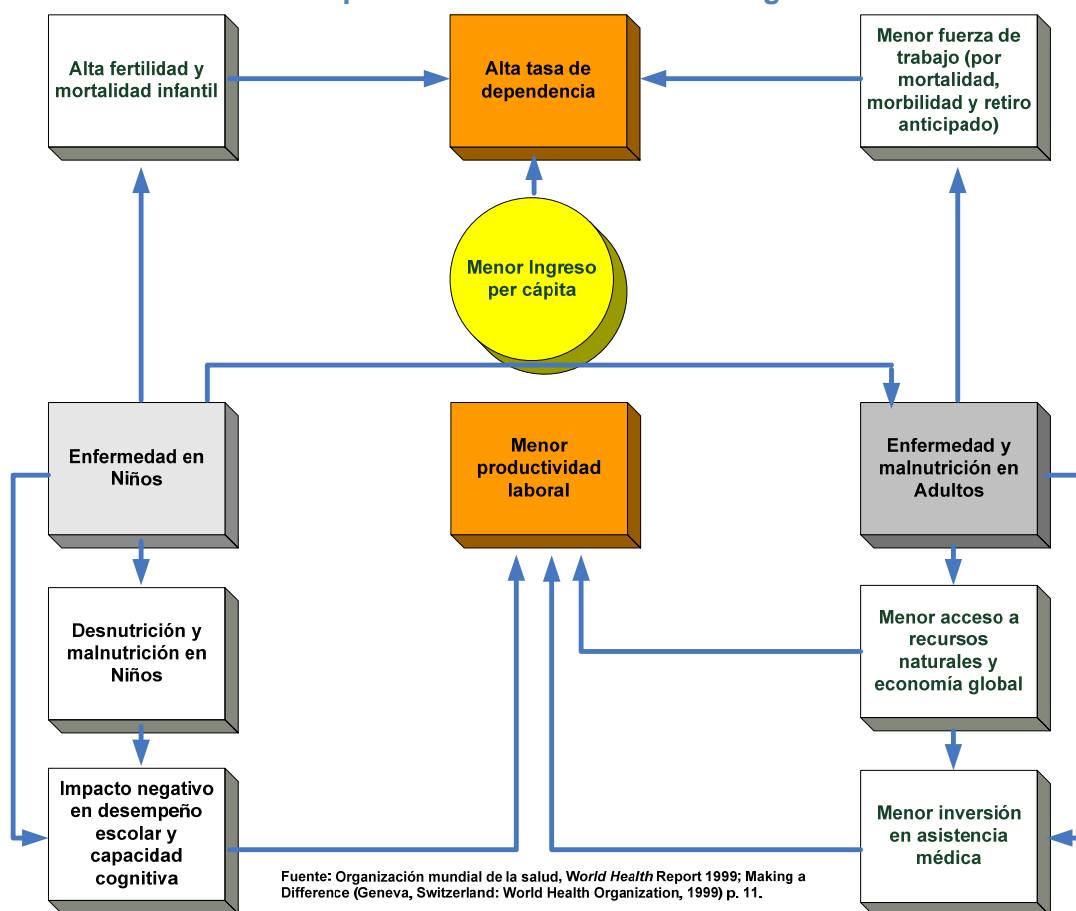 Alta fertilidad y
mortalidad infantil
Alta tasa de
dependencia
Menor fuerza de
trabajo (por
mortalidad,
morbilidad y retiro
anticipado)
Menor Ingreso
per cápita
Enfermedad en
Niños
Menor
productividad
laboral
Enfermedad y
malnutrición en
Adultos
Desnutrición y
malnutrición en
Niños
Menor acceso a
recursos
naturales y
economía global
Impacto negativo
en desempeño
escolar y
capacidad
cognitiva
Menor inversión
en asistencia
médica
Fuente: Organización mundial de la salud, World Health Report 1999; Making a
Difference (Geneva, Switzerland: World Health Organization, 1999) p. 11.